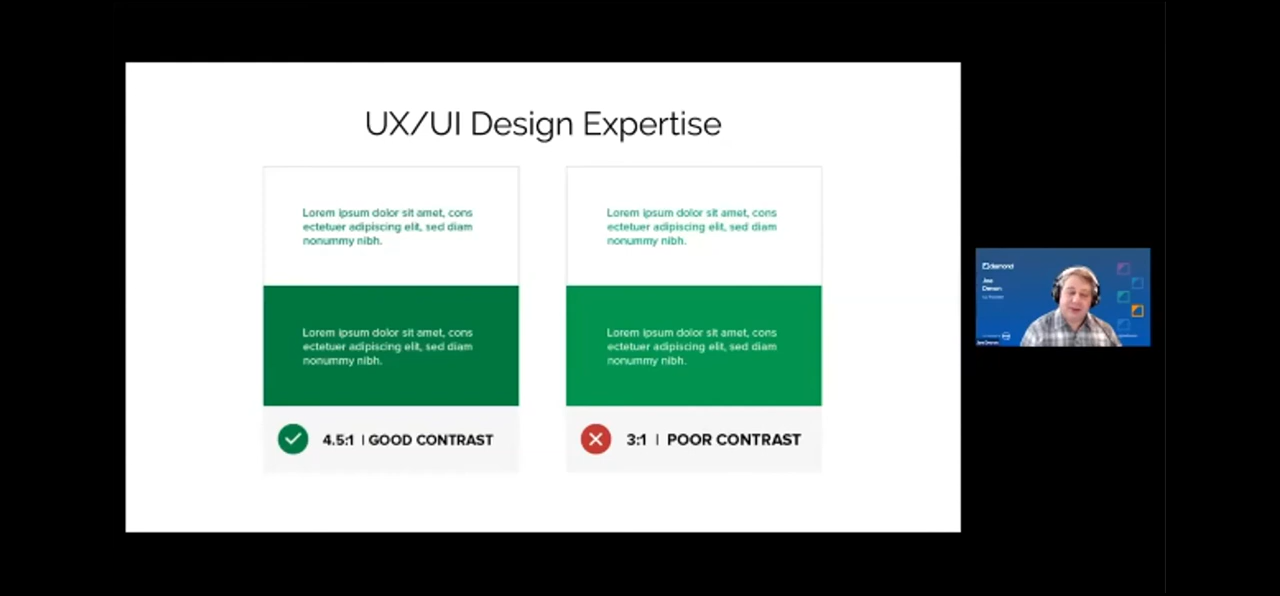 UX/UI Design Expertise
Lorem ipsum dolor sit amet, cons
ectetuer adipiscing elit, sed diam
nonummy nibh.
Lorem ipsum dolor sit amet, cons
ectetuer adipiscing elit, sed diam
nonummy nibh.
4.5:1 | GOOD CONTRAST
Lorem ipsum dolor sit amet, cons
ectetuer adipiscing elit, sed diam
nonummy nibh.
Lorem ipsum dolor sit amet, cons
ectetuer adipiscing elit, sed diam
nonummy nibh.
3:1 | POOR CONTRAST
diamond